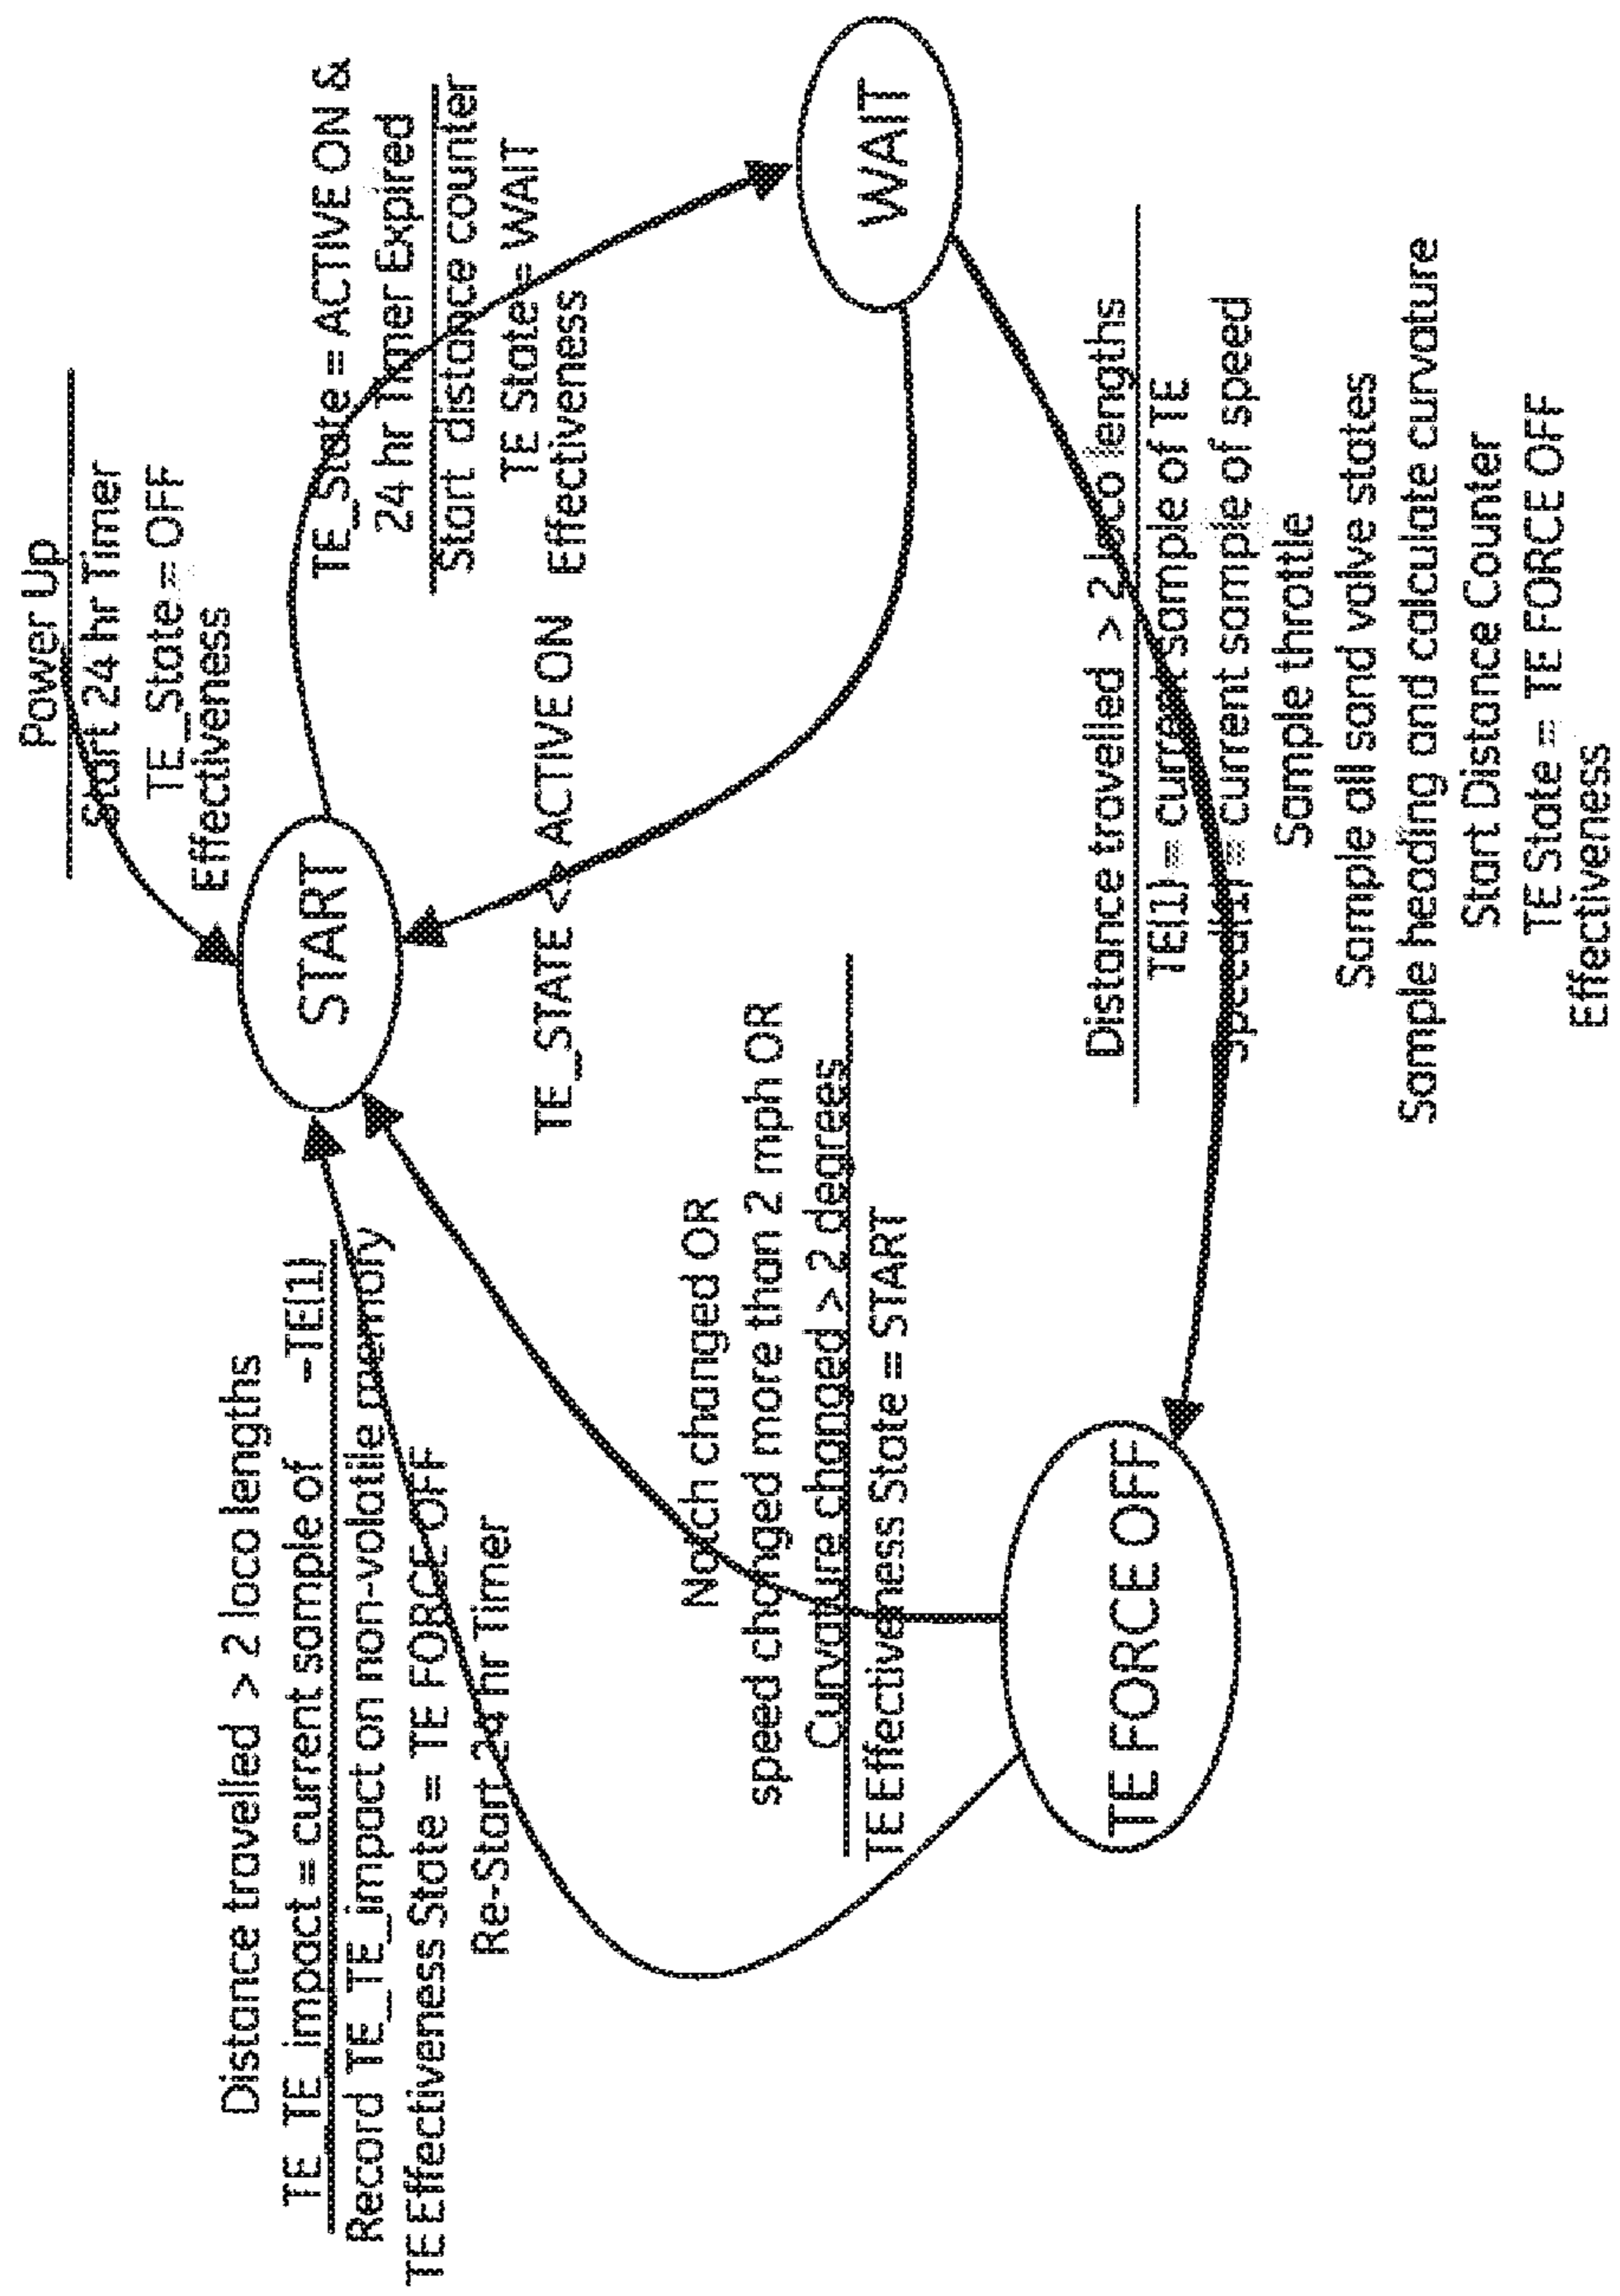 Power Up
Start 24 hr Timer
TE_State = OFF
Effectiveness
START
TE_State = ACTIVE ON &
24 hr Timer Expired
Start distance counter
TE State = WAIT
Effectiveness
WAIT
TE_STATE <> ACTIVE ON
Distance travelled > 2 loco lengths
TE_TE_impact = current sample of -TE(1)
Record TE_TE_impact on non-volatile memory
TE Effectiveness State = TE FORCE OFF
Re-Start 24 hr Timer
Notch changed OR
speed changed more than 2 mph OR
Curvature changed > 2 degrees
TE Effectiveness State = START
TE FORCE OFF
Distance travelled > 2 loco lengths
TE(1) = current sample of TE
speed(1) = current sample of speed
Sample throttle
Sample all sand valve states
Sample heading and calculate curvature
Start Distance Counter
TE State = TE FORCE OFF
Effectiveness